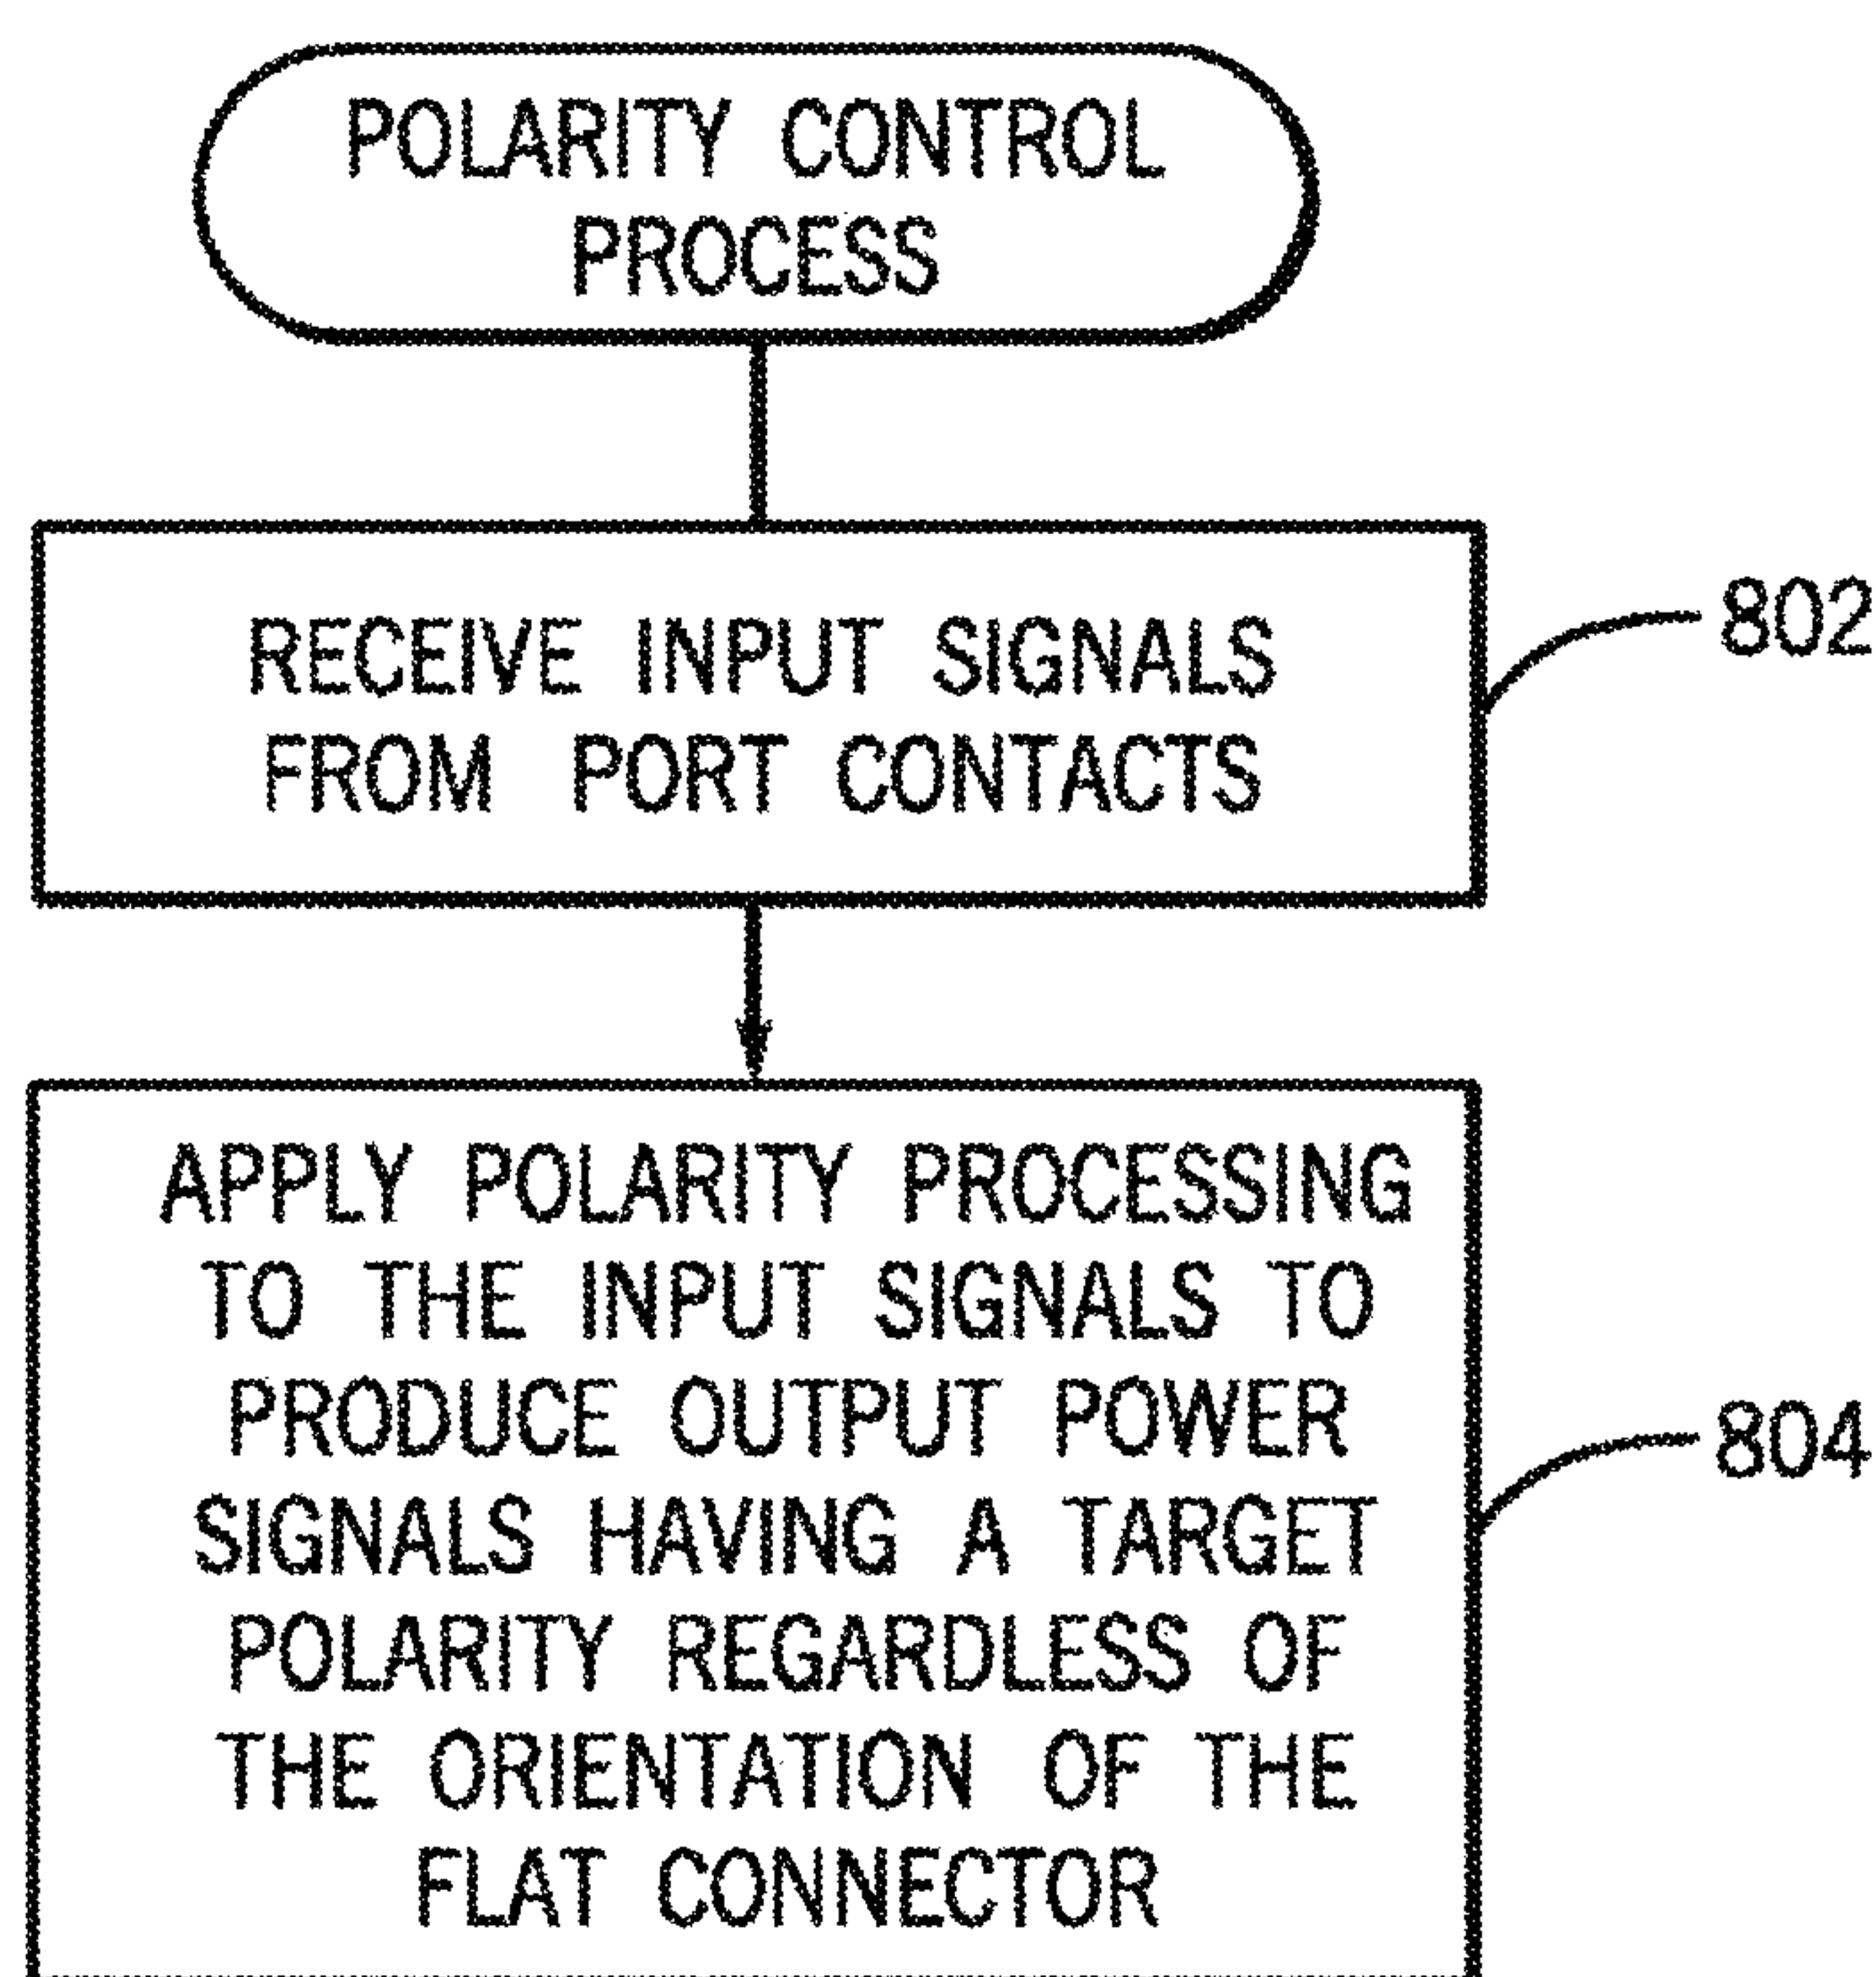 POLARITY CONTROL
PROCESS
RECEIVE INPUT SIGNALS
FROM PORT CONTACTS
802
APPLY POLARITY PROCESSING
TO THE INPUT SIGNALS TO
PRODUCE OUTPUT POWER
SIGNALS HAVING A TARGET
POLARITY REGARDLESS OF
THE ORIENTATION OF THE
FLAT CONNECTOR
804